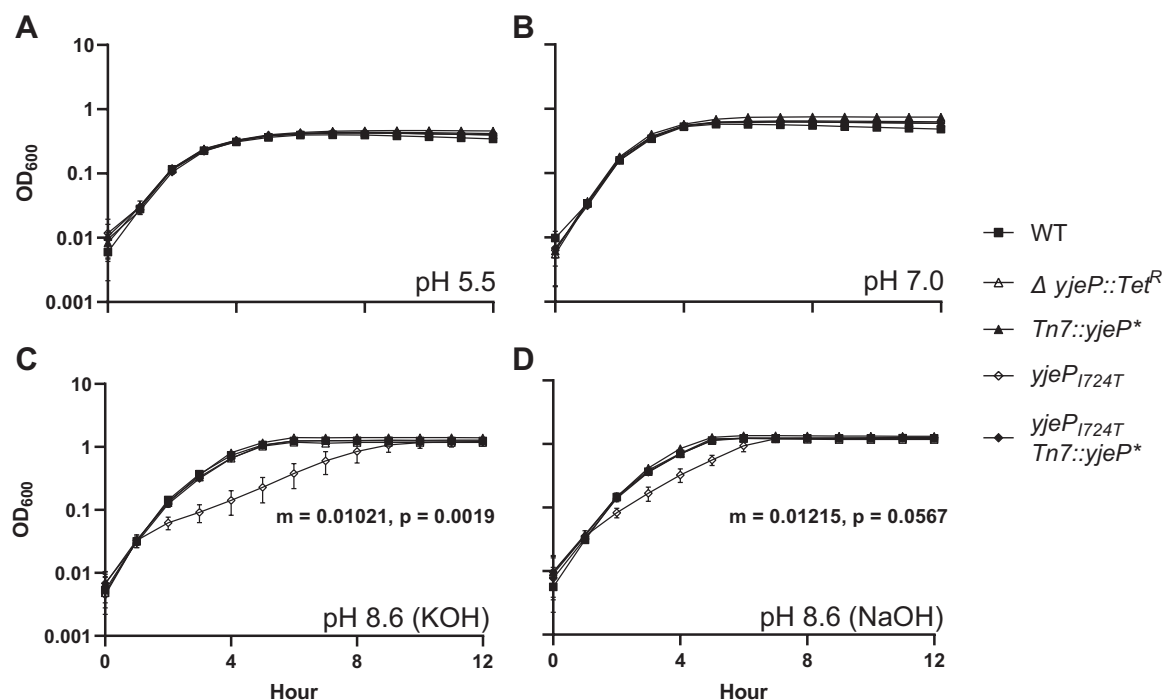 A
B
10
1
0.1
0.01
0.001
OD600
pH 5.5
pH 7.0
WT
Δ yjeP::TetR
Tn7::yjeP*
yjePI724T
yjePI724T
Tn7::yjeP*
C
D
10
1
0.1
0.01
0.001
OD600
m = 0.01021, p = 0.0019
m = 0.01215, p = 0.0567
pH 8.6 (KOH)
pH 8.6 (NaOH)
0 4 8 12
0 4 8 12
Hour
Hour